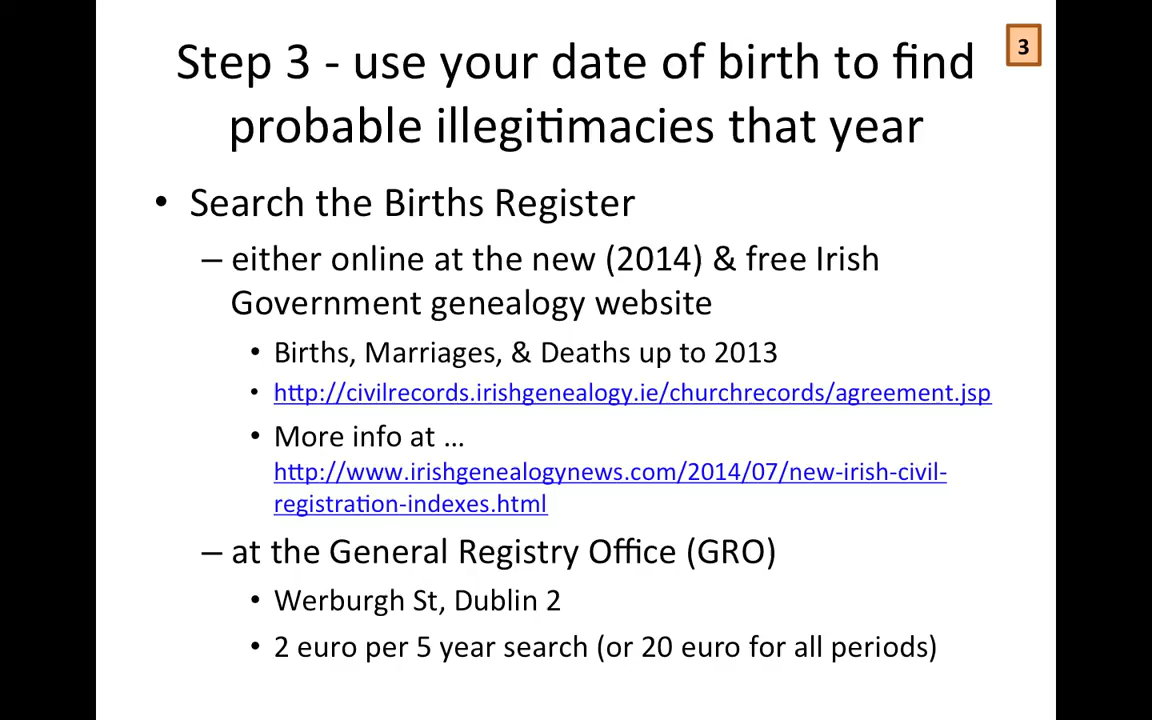 Step 3 - use your date of birth to find
3
probable illegitimacies that year
• Search the Births Register
– either online at the new (2014) & free Irish
Government genealogy website
• Births, Marriages, & Deaths up to 2013
• http://civilrecords.irishgenealogy.ie/churchrecords/agreement.jsp
• More info at …
http://www.irishgenealogynews.com/2014/07/new-irish-civil-
registration-indexes.html
– at the General Registry Office (GRO)
• Werburgh St, Dublin 2
• 2 euro per 5 year search (or 20 euro for all periods)